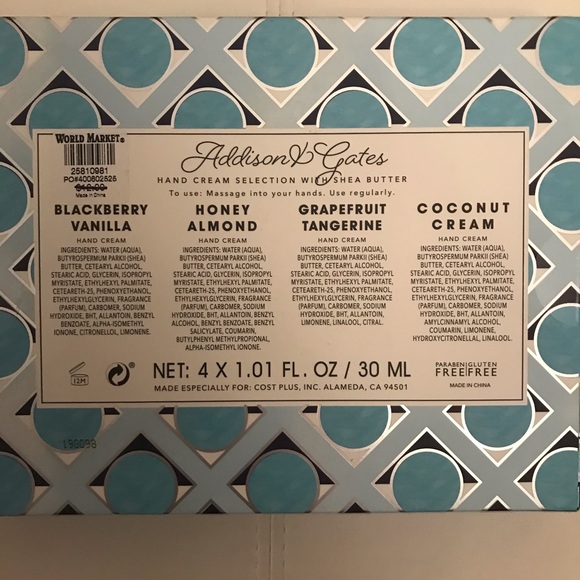 WORLD MARKET®
25810981
PO#400602525
$12.99
Made in China
Addison & Gates
HAND CREAM SELECTION WITH SHEA BUTTER
To use: Massage into your hands. Use regularly.
BLACKBERRY
VANILLA
HAND CREAM
INGREDIENTS: WATER (AQUA),
BUTYROSPERMUM PARKII (SHEA)
BUTTER, CETEARYL ALCOHOL,
STEARIC ACID, GLYCERIN, ISOPROPYL
MYRISTATE, ETHYLHEXYL PALMITATE,
CETEARETH-25, PHENOXYETHANOL,
ETHYLHEXYLGLYCERIN, FRAGRANCE
(PARFUM), CARBOMER, SODIUM
HYDROXIDE, BHT, ALLANTOIN, BENZYL
BENZOATE, ALPHA-ISOMETHYL
IONONE, CITRONELLOL, LIMONENE.
HONEY
ALMOND
HAND CREAM
INGREDIENTS: WATER (AQUA),
BUTYROSPERMUM PARKII (SHEA)
BUTTER, CETEARYL ALCOHOL,
STEARIC ACID, GLYCERIN, ISOPROPYL
MYRISTATE, ETHYLHEXYL PALMITATE,
CETEARETH-25, PHENOXYETHANOL,
ETHYLHEXYLGLYCERIN, FRAGRANCE
(PARFUM), CARBOMER, SODIUM
HYDROXIDE, BHT, ALLANTOIN, BENZYL
ALCOHOL, BENZYL BENZOATE, BENZYL
SALICYLATE, COUMARIN,
BUTYLPHENYL METHYLPROPIONAL,
ALPHA-ISOMETHYL IONONE.
GRAPEFRUIT
TANGERINE
HAND CREAM
INGREDIENTS: WATER (AQUA),
BUTYROSPERMUM PARKII (SHEA)
BUTTER, CETEARYL ALCOHOL,
STEARIC ACID, GLYCERIN, ISOPROPYL
MYRISTATE, ETHYLHEXYL PALMITATE,
CETEARETH-25, PHENOXYETHANOL,
ETHYLHEXYLGLYCERIN, FRAGRANCE
(PARFUM), CARBOMER, SODIUM
HYDROXIDE, BHT, ALLANTOIN,
LIMONENE, LINALOOL, CITRAL.
COCONUT
CREAM
HAND CREAM
INGREDIENTS: WATER (AQUA),
BUTYROSPERMUM PARKII (SHEA)
BUTTER, CETEARYL ALCOHOL,
STEARIC ACID, GLYCERIN, ISOPROPYL
MYRISTATE, ETHYLHEXYL PALMITATE,
CETEARETH-25, PHENOXYETHANOL,
ETHYLHEXYLGLYCERIN, FRAGRANCE
(PARFUM), CARBOMER, SODIUM
HYDROXIDE, BHT, ALLANTOIN,
AMYLCINNAMYL ALCOHOL,
COUMARIN, LIMONENE,
HYDROXYCITRONELLAL, LINALOOL.
12M
NET: 4 X 1.01 FL. OZ / 30 ML
MADE ESPECIALLY FOR: COST PLUS, INC. ALAMEDA, CA 94501
PARABEN FREE
GLUTEN FREE
MADE IN CHINA
190098